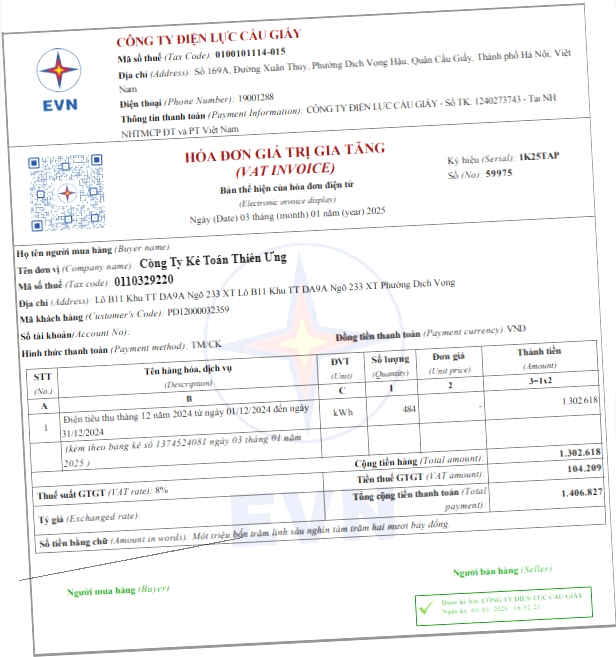 CÔNG TY ĐIỆN LỰC CẦU GIẤY
Mã số thuế (Tax Code): 0100101114-015
Địa chỉ (Address): Số 169A, Đường Xuân Thủy, Phường Dịch Vọng Hậu, Quận Cầu Giấy, Thành phố Hà Nội, Việt
Nam
Điện thoại (Phone Number): 19001288
Thông tin thanh toán (Payment Information): CÔNG TY ĐIỆN LỰC CẦU GIẤY - Số TK: 1240273743 - Tại NH
NHTMCP ĐT và PT Việt Nam
EVN
HÓA ĐƠN GIÁ TRỊ GIA TĂNG
(VAT INVOICE)
Bản thể hiện của hóa đơn điện tử
(Electronic invoice display)
Ngày (Date) 03 tháng (month) 01 năm (year) 2025
Ký hiệu (Serial): 1K25TAP
Số (No): 59975
Họ tên người mua hàng (Buyer name):
Tên đơn vị (Company name): Công Ty Kế Toán Thiên Ưng
Mã số thuế (Tax code): 0110329220
Địa chỉ (Address): Lô B11 Khu TT DA9A Ngõ 233 XT Lô B11 Khu TT DA9A Ngõ 233 XT Phường Dịch Vọng
Mã khách hàng (Customer's Code): PD12000032359
Số tài khoản(Account No):
Hình thức thanh toán (Payment method): TM/CK
Đồng tiền thanh toán (Payment currency): VND
STT (No.) Tên hàng hóa, dịch vụ (Description) ĐVT (Unit) Số lượng (Quantity) Đơn giá (Unit price) Thành tiền (Amount)
A B C 1 2 3=1x2
1 Điện tiêu thụ tháng 12 năm 2024 từ ngày 01/12/2024 đến ngày 31/12/2024 kWh 484 - 1.302.618
(kèm theo bảng kê số 1374524081 ngày 03 tháng 01 năm
2025 )
Cộng tiền hàng (Total amount): 1.302.618
Thuế suất GTGT (VAT rate): 8% Tiền thuế GTGT (VAT amount): 104.209
Tỷ giá (Exchanged rate): Tổng cộng tiền thanh toán (Total payment): 1.406.827
Số tiền bằng chữ (Amount in words): Một triệu bốn trăm linh sáu nghìn tám trăm hai mươi bảy đồng.
EVN
Người mua hàng (Buyer)
Người bán hàng (Seller)
Được ký bởi: CÔNG TY ĐIỆN LỰC CẦU GIẤY
Ngày ký: 03/01/2025 16:52:21